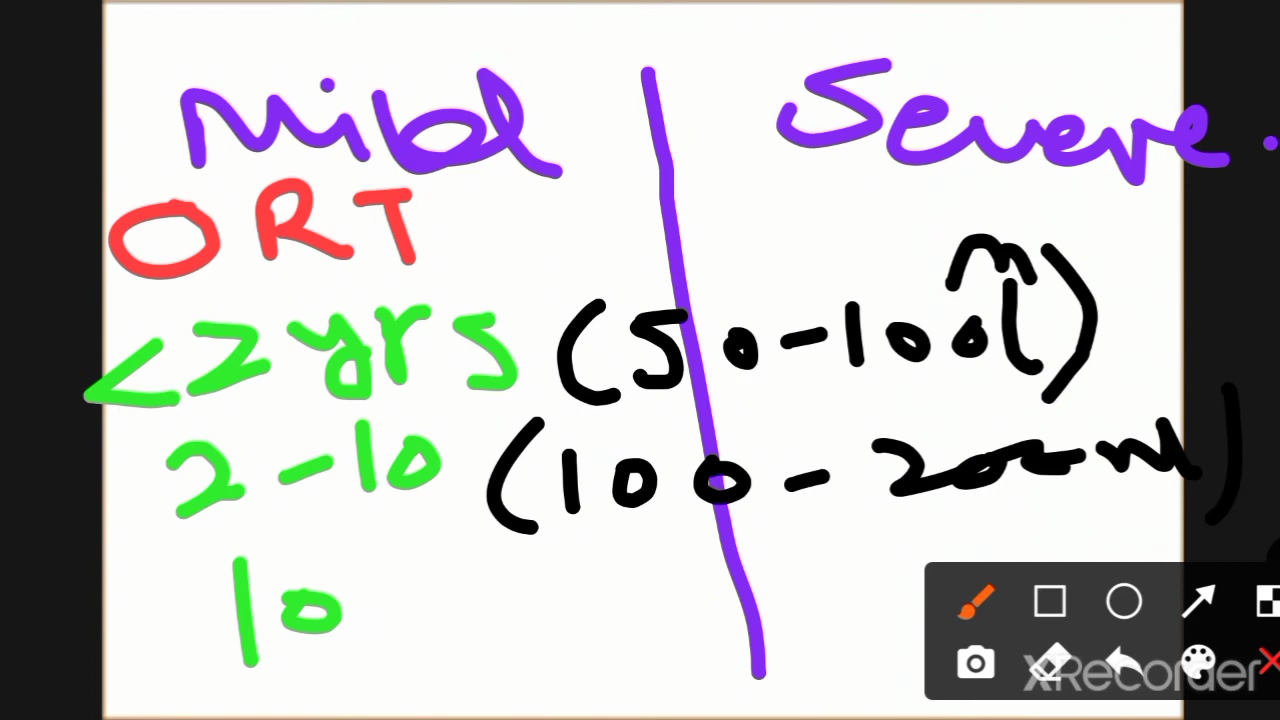 Mild Severe.
ORT
<2yrs (50-100ml)
2-10 (100-200ml)
10
XRecorder